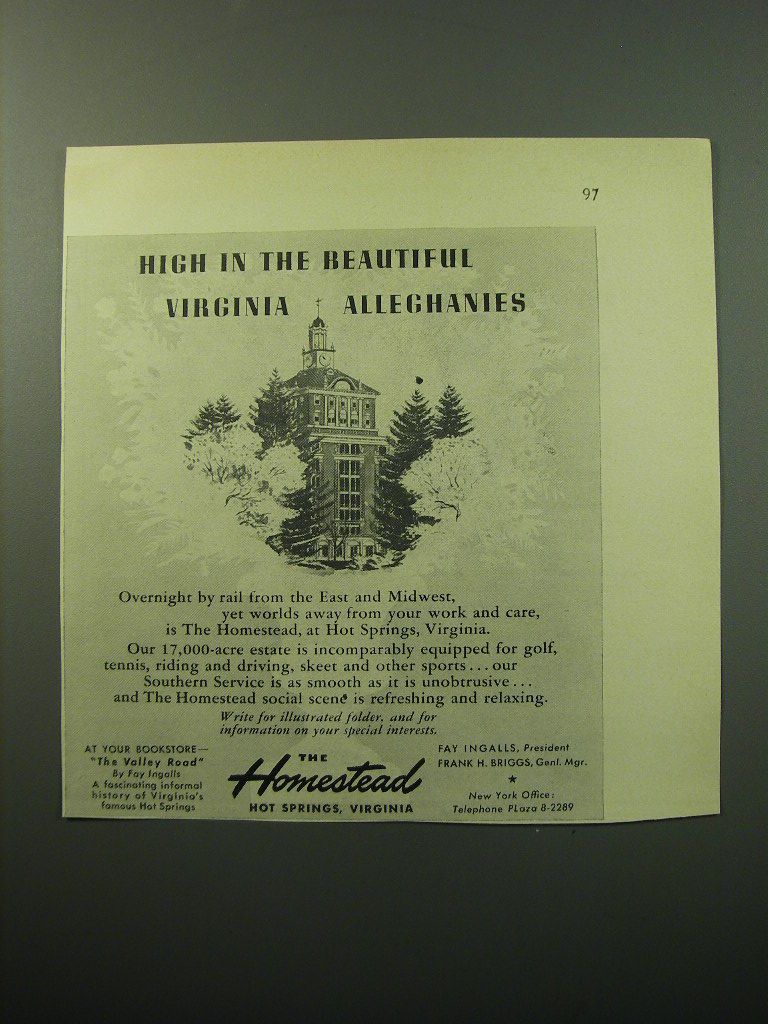 97
HIGH IN THE BEAUTIFUL
VIRGINIA ALLEGHANIES
Overnight by rail from the East and Midwest,
yet worlds away from your work and care,
is The Homestead, at Hot Springs, Virginia.
Our 17,000-acre estate is incomparably equipped for golf,
tennis, riding and driving, skeet and other sports...our
Southern Service is as smooth as it is unobtrusive...
and The Homestead social scene is refreshing and relaxing.
Write for illustrated folder, and for
information on your special interests.
AT YOUR BOOKSTORE—
"The Valley Road"
By Fay Ingalls
A fascinating informal
history of Virginia's
famous Hot Springs
THE
Homestead
HOT SPRINGS, VIRGINIA
FAY INGALLS, President
FRANK H. BRIGGS, Genl. Mgr.
★
New York Office:
Telephone PLaza 8-2289